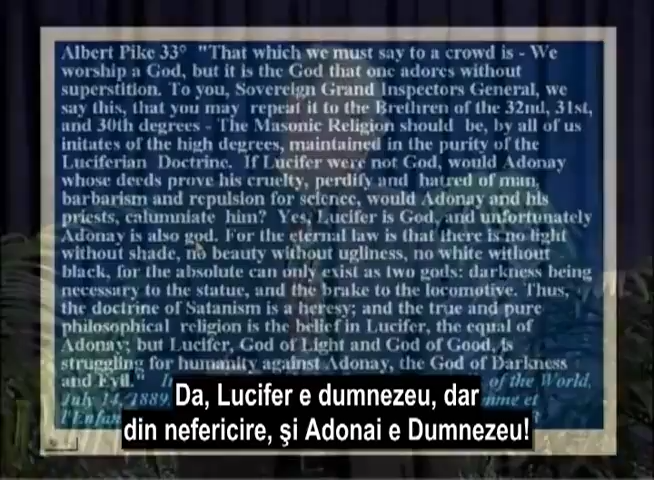 Albert Pike 33° "That which we must say to a crowd is - We
worship a God, but it is the God that one adores without
superstition. To you, Sovereign Grand Inspectors General, we
say this, that you may repeat it to the Brethren of the 32nd, 31st,
and 30th degrees - The Masonic Religion should be, by all of us
initates of the high degrees, maintained in the purity of the
Luciferian Doctrine. If Lucifer were not God, would Adonay
whose deeds prove his cruelty, perdify and hatred of man,
barbarism and repulsion for science, would Adonay and his
priests, calumniate him? Yes, Lucifer is God, and unfortunately
Adonay is also god. For the eternal law is that there is no light
without shade, no beauty without ugliness, no white without
black, for the absolute can only exist as two gods: darkness being
necessary to the statue, and the brake to the locomotive. Thus,
the doctrine of Satanism is a heresy; and the true and pure
philosophical religion is the belief in Lucifer, the equal of
Adonay; but Lucifer, God of Light and God of Good, is
struggling for humanity against Adonay, the God of Darkness
and Evil." of the World,
July 14, 1889 et
l'Enfan
Da, Lucifer e dumnezeu, dar
din nefericire, şi Adonai e Dumnezeu!